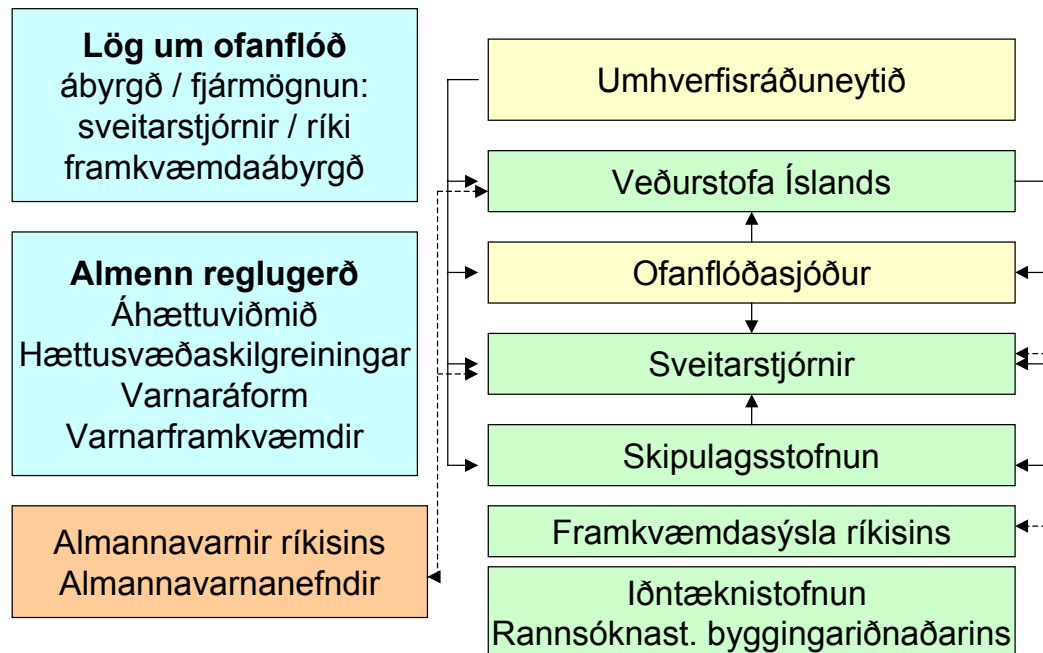 Lög um ofanflóð
ábyrgð / fjármögnun:
sveitarstjórnir / ríki
framkvæmdaábyrgð
Almenn reglugerð
Áhættuviðmið
Hættusvæðaskilgreiningar
Varnaráform
Varnarframkvæmdir
Almannavarnir ríkisins
Almannavarnanefndir
Umhverfisráðuneytið
Veðurstofa Íslands
Ofanflóðasjóður
Sveitarstjórnir
Skipulagsstofnun
Framkvæmdasýsla ríkisins
Iðntæknistofnun
Rannsóknast. byggingariðnaðarins